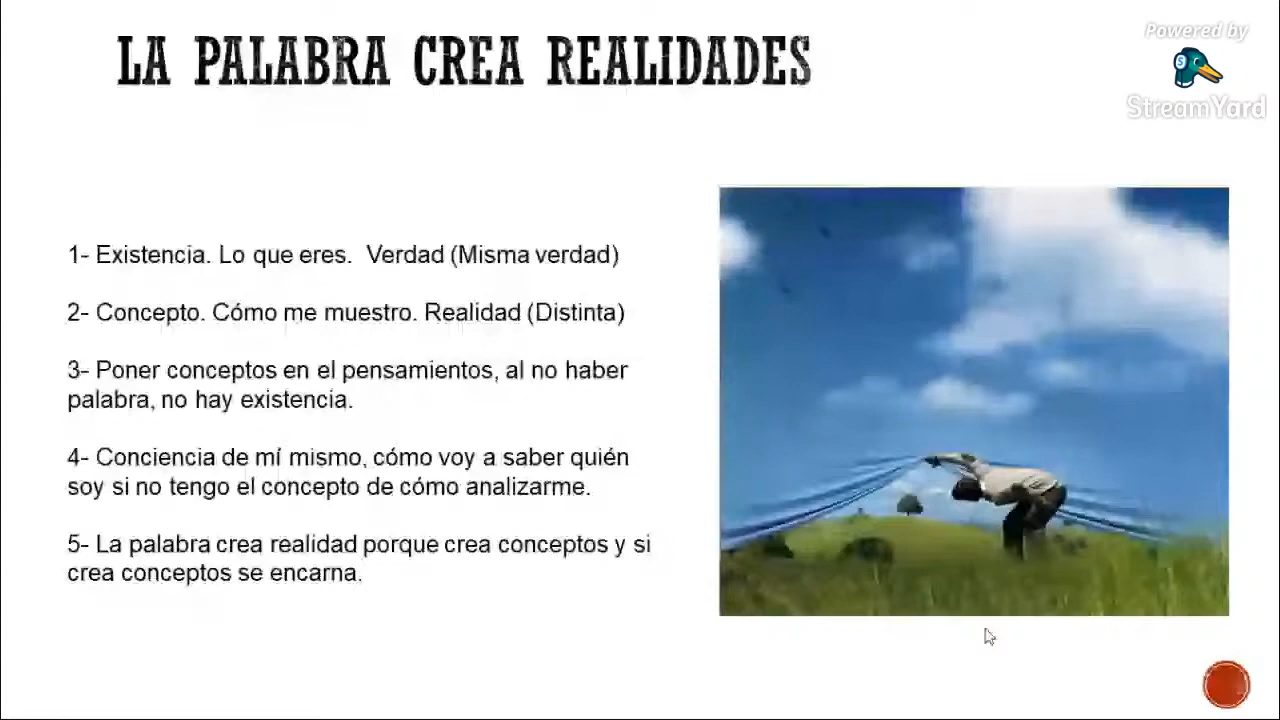 LA PALABRA CREA REALIDADES
Powered by
StreamYard
1- Existencia. Lo que eres. Verdad (Misma verdad)
2- Concepto. Cómo me muestro. Realidad (Distinta)
3- Poner conceptos en el pensamientos, al no haber
palabra, no hay existencia.
4- Conciencia de mí mismo, cómo voy a saber quién
soy si no tengo el concepto de cómo analizarme.
5- La palabra crea realidad porque crea conceptos y si
crea conceptos se encarna.